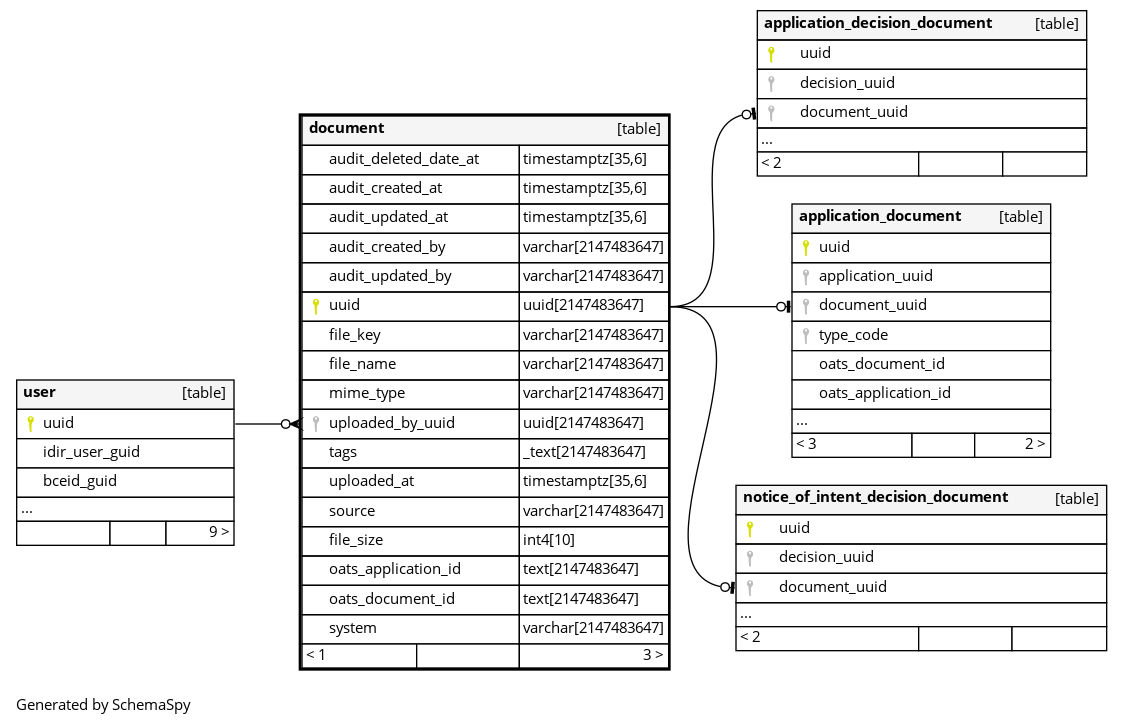 application_decision_document [table]
uuid
decision_uuid
document_uuid
...
< 2
document [table]
audit_deleted_date_at timestamptz[35,6]
audit_created_at timestamptz[35,6]
audit_updated_at timestamptz[35,6]
audit_created_by varchar[2147483647]
audit_updated_by varchar[2147483647]
uuid uuid[2147483647]
file_key varchar[2147483647]
file_name varchar[2147483647]
mime_type varchar[2147483647]
uploaded_by_uuid uuid[2147483647]
tags _text[2147483647]
uploaded_at timestamptz[35,6]
source varchar[2147483647]
file_size int4[10]
oats_application_id text[2147483647]
oats_document_id text[2147483647]
system varchar[2147483647]
< 1 3 >
application_document [table]
uuid
application_uuid
document_uuid
type_code
oats_document_id
oats_application_id
...
< 3 2 >
user [table]
uuid
idir_user_guid
bceid_guid
...
9 >
notice_of_intent_decision_document [table]
uuid
decision_uuid
document_uuid
...
< 2
Generated by SchemaSpy